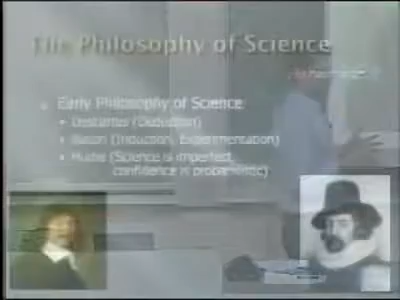 The Philosophy of Science
Early Philosophy of Science
Descartes (Deduction)
Bacon (Induction, Experimentation)
Hume (Science is imperfect,
confidence is probabilistic)